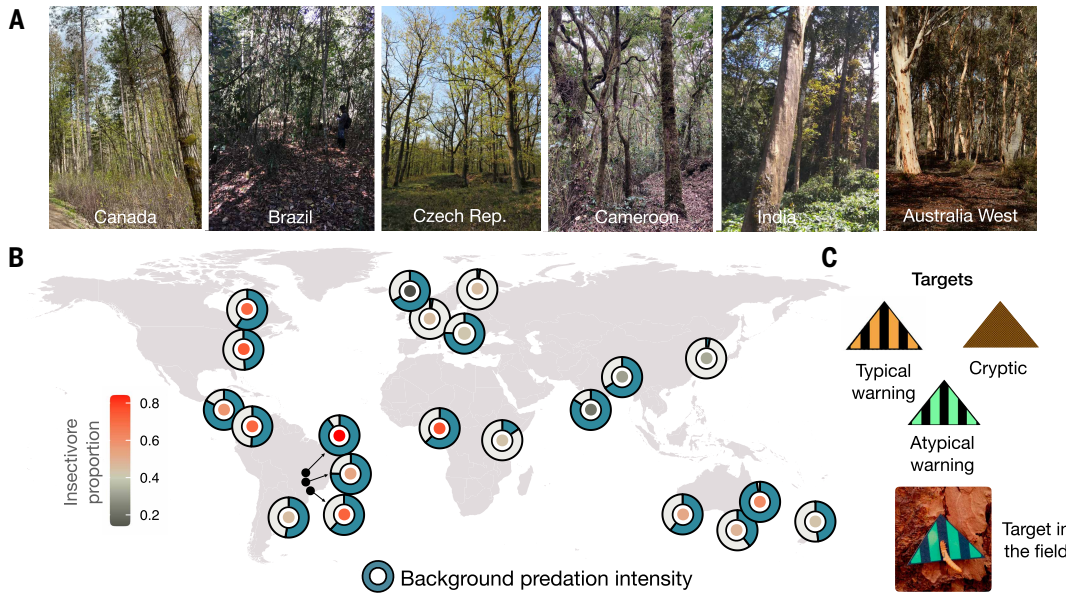 A
Canada
Brazil
Czech Rep.
Cameroon
India
Australia West
B
Insectivore
proportion
0.8
0.6
0.4
0.2
Background predation intensity
C
Targets
Typical
warning
Cryptic
Atypical
warning
Target in
the field